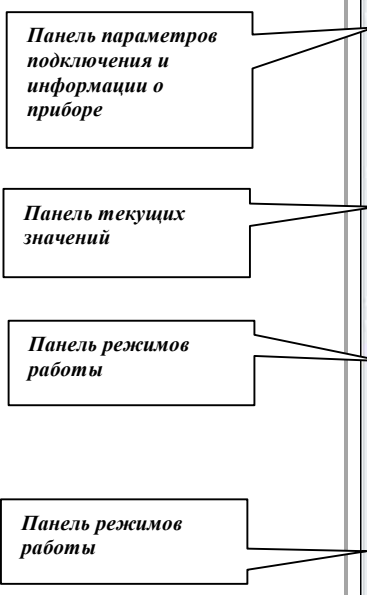 Панель параметров
подключения и
информации о
приборе
Панель текущих
значений
Панель режимов
работы
Панель режимов
работы